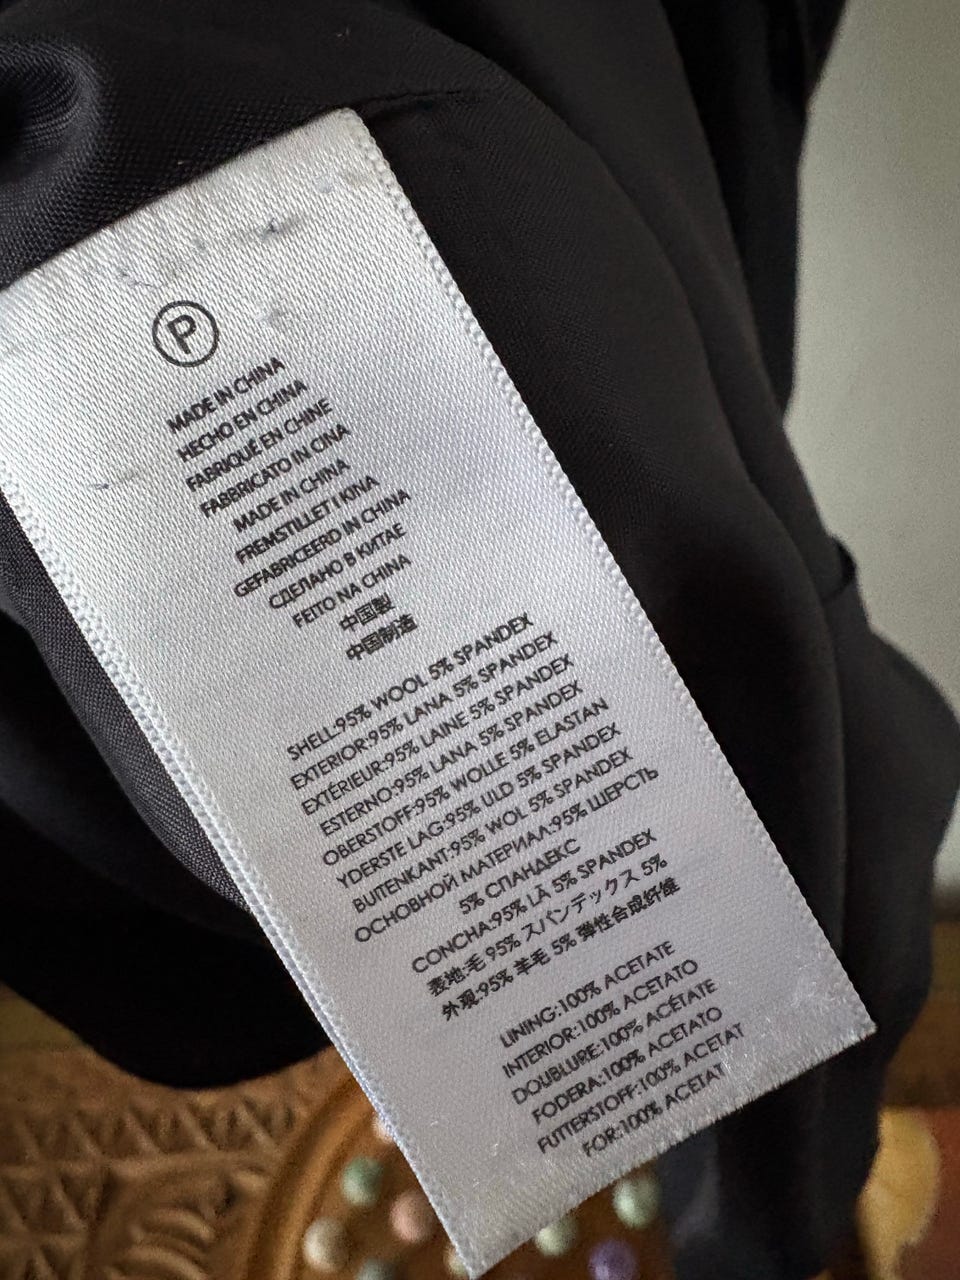 P
MADE IN CHINA
HECHO EN CHINA
FABRIQUÉ EN CHINE
FABBRICATO IN CINA
MADE IN CHINA
FREMSTILLET I KINA
GEFABRICEERD IN CHINA
СДЕЛАНО В КИТАЕ
FEITO NA CHINA
中国製
中国制造
SHELL:95% WOOL 5% SPANDEX
EXTERIOR:95% LANA 5% SPANDEX
EXTÉRIEUR:95% LAINE 5% SPANDEX
ESTERNO:95% LANA 5% SPANDEX
OBERSTOFF:95% WOLLE 5% ELASTAN
YDERSTE LAG:95% ULD 5% SPANDEX
BUITENKANT:95% WOL 5% SPANDEX
ОСНОВНОЙ МАТЕРИАЛ:95% ШЕРСТЬ
5% СПАНДЕКС
CONCHA:95% LÃ 5% SPANDEX
表地:毛 95% スパンデックス 5%
外观:95% 羊毛 5% 弹性合成纤维
LINING:100% ACETATE
INTERIOR:100% ACETATO
DOUBLURE:100% ACÉTATE
FODERA:100% ACETATO
FUTTERSTOFF:100% ACETAT
FOR:100% ACETAT